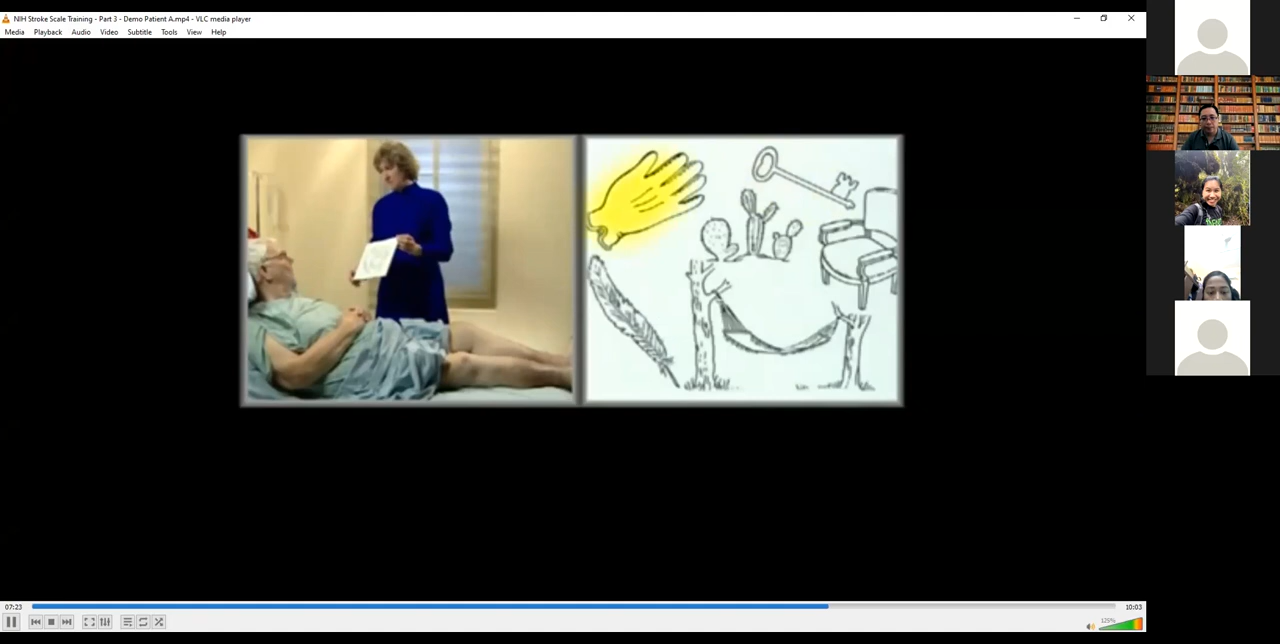 NIH Stroke Scale Training - Part 3 - Demo Patient A.mp4 - VLC media player
Media Playback Audio Video Subtitle Tools View Help
07:23
10:03
125%